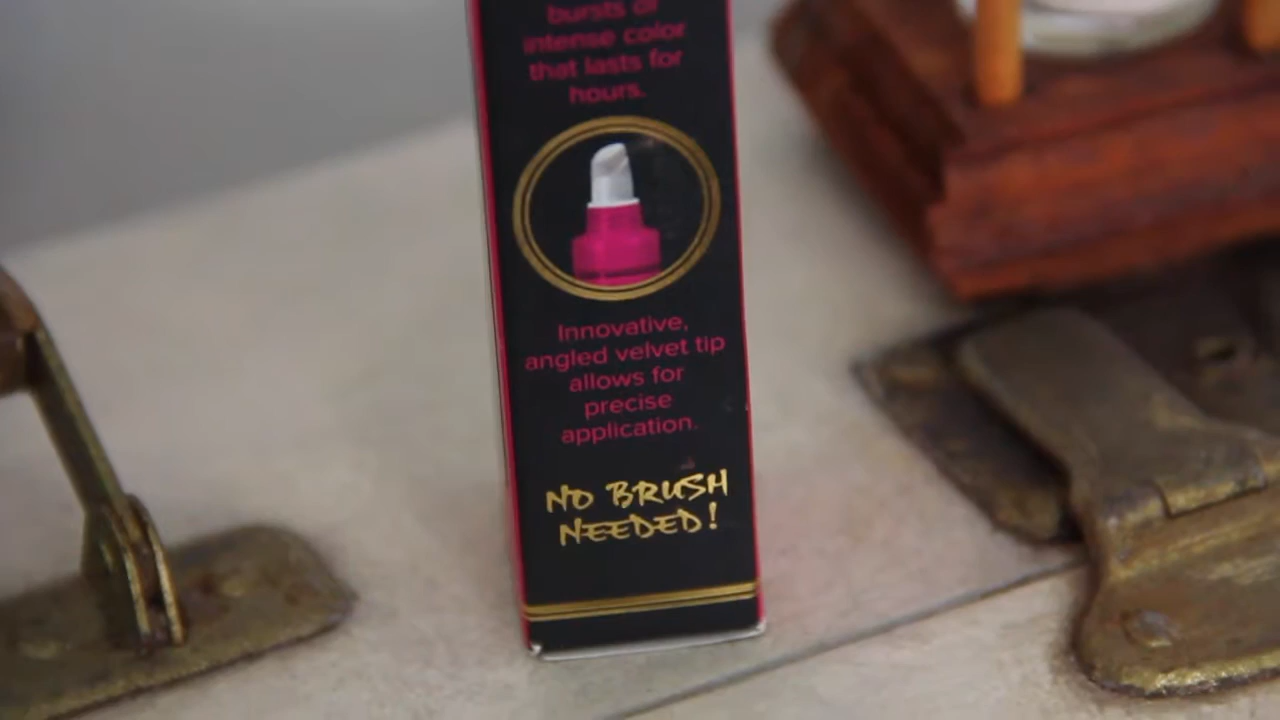 bursts of
intense color
that lasts for
hours.
Innovative,
angled velvet tip
allows for
precise
application.
NO BRUSH
NEEDED!